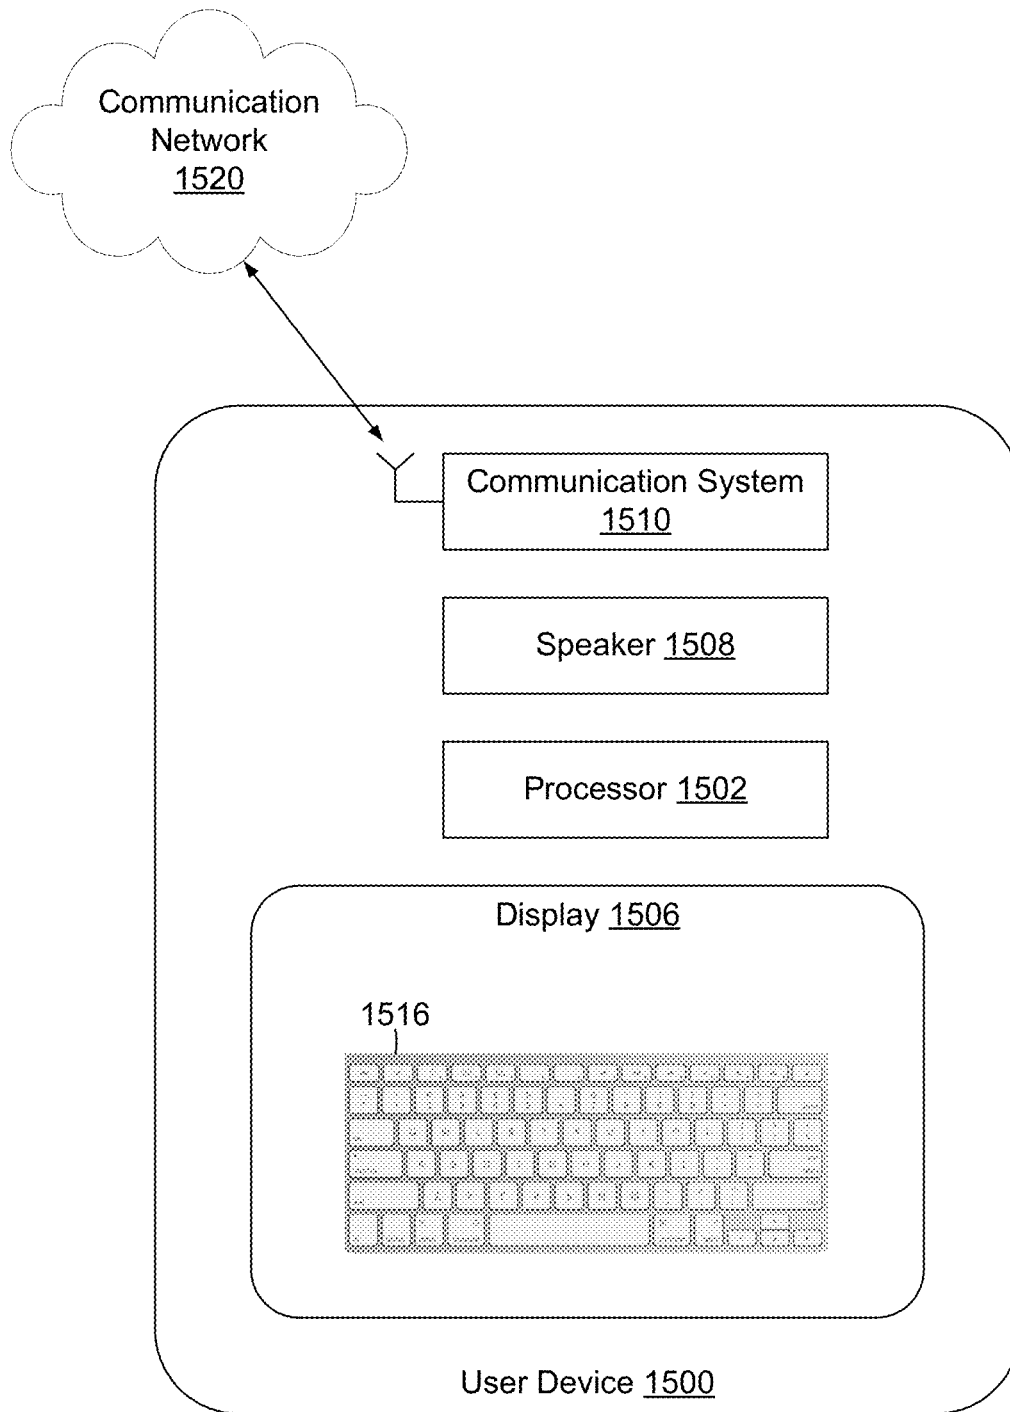 Communication
Network
1520
Communication System
1510
Speaker 1508
Processor 1502
Display 1506
1516
User Device 1500